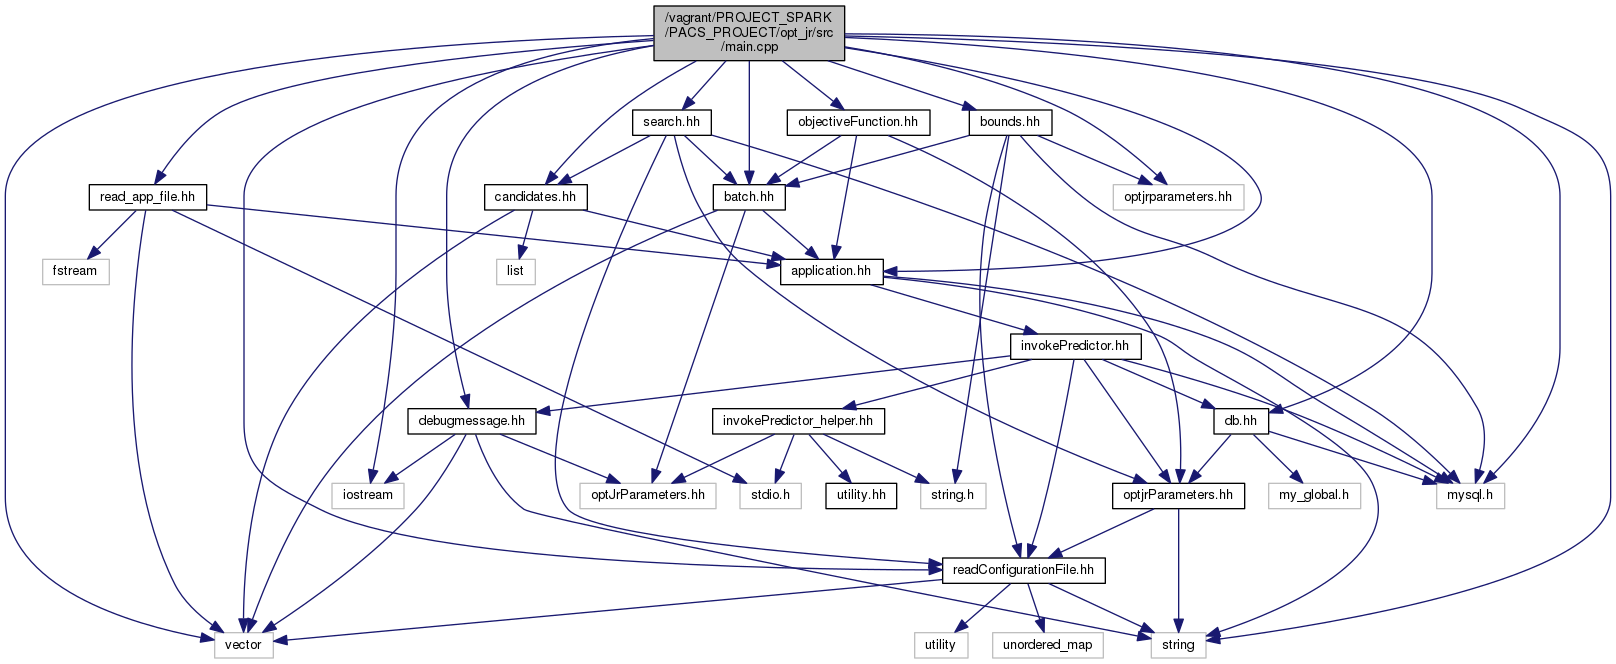 /vagrant/PROJECT_SPARK
/PACS_PROJECT/opt_jr/src
/main.cpp
search.hh
objectiveFunction.hh
bounds.hh
read_app_file.hh
candidates.hh
batch.hh
optjrparameters.hh
fstream
list
application.hh
invokePredictor.hh
debugmessage.hh
invokePredictor_helper.hh
db.hh
iostream
optJrParameters.hh
stdio.h
utility.hh
string.h
optjrParameters.hh
my_global.h
mysql.h
readConfigurationFile.hh
vector
utility
unordered_map
string